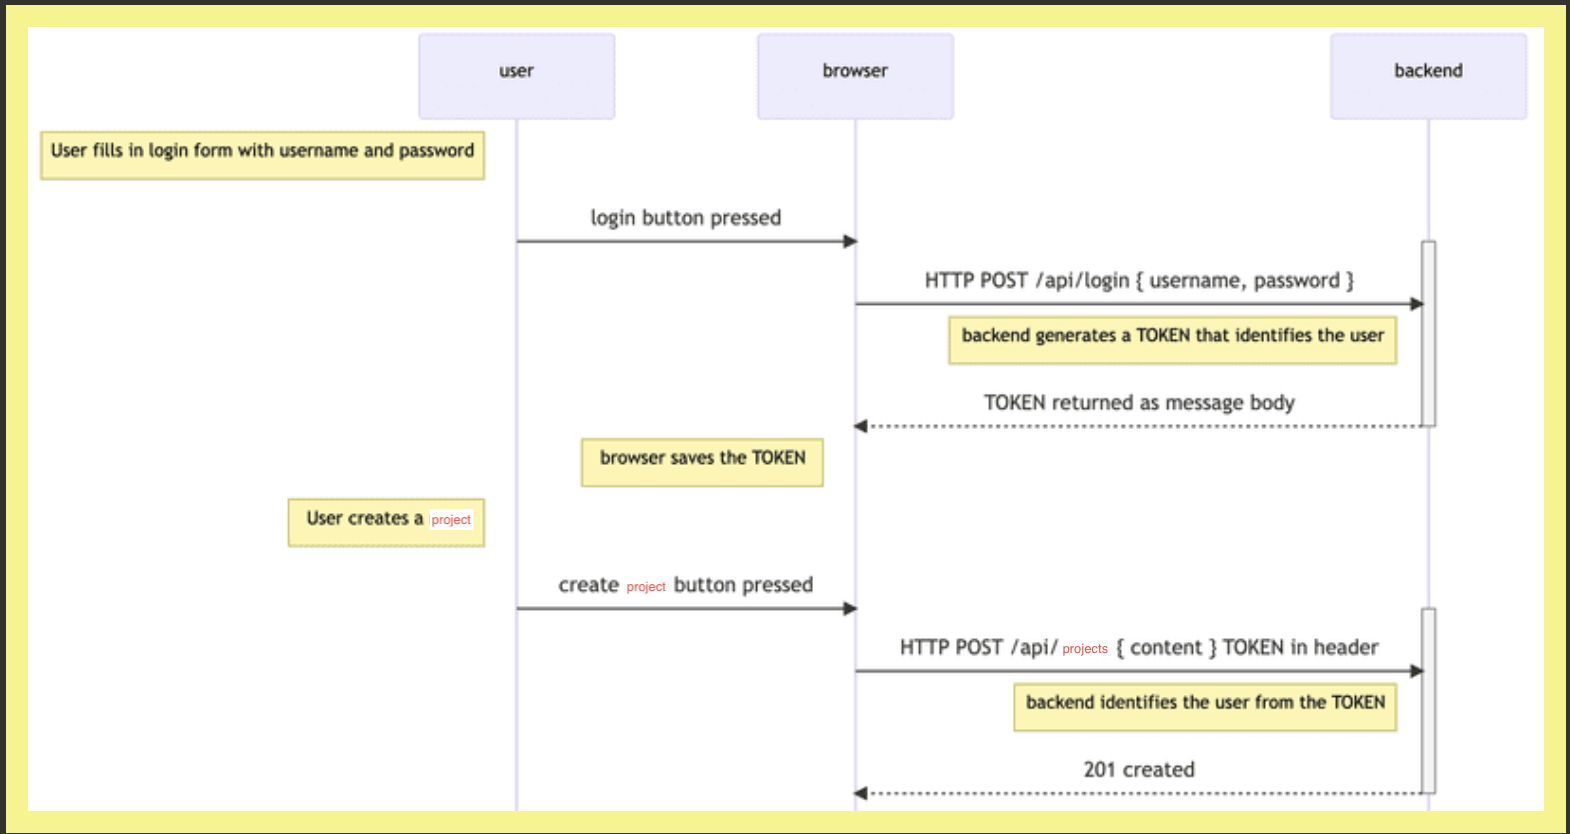 user
browser
backend
User fills in login form with username and password
login button pressed
HTTP POST /api/login { username, password }
backend generates a TOKEN that identifies the user
TOKEN returned as message body
browser saves the TOKEN
User creates a project
create project button pressed
HTTP POST /api/ projects { content } TOKEN in header
backend identifies the user from the TOKEN
201 created